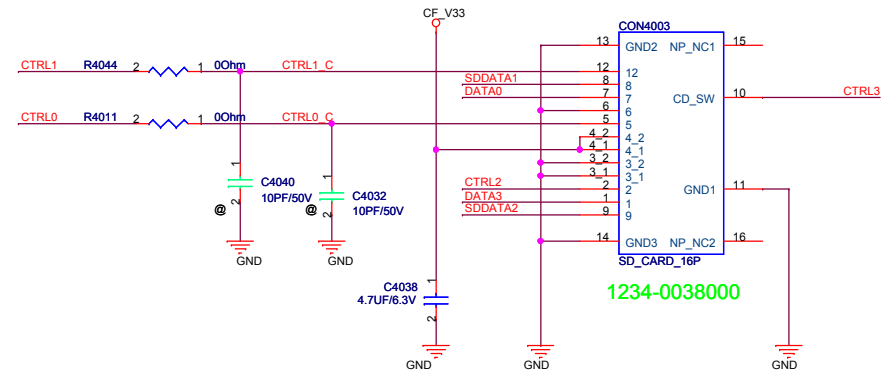 CF_V33
CON4003
13 GND2 NP_NC1 15
CTRL1 R4044 2 1 0Ohm CTRL1_C 12 12
SDDATA1 8 8
DATA0 7 7 CD_SW 10 CTRL3
6 6
CTRL0 R4011 2 1 0Ohm CTRL0_C 5 5
4_2 4_2
4_1 4_1
3_2 3_2
3_1 3_1
CTRL2 2 2 GND1 11
DATA3 1 1
SDDATA2 9 9
14 GND3 NP_NC2 16
SD_CARD_16P
1234-0038000
1 C4040
10PF/50V
@ 2
GND
1 C4032
10PF/50V
@ 2
GND
1
C4038
4.7UF/6.3V
2
GND
GND
GND